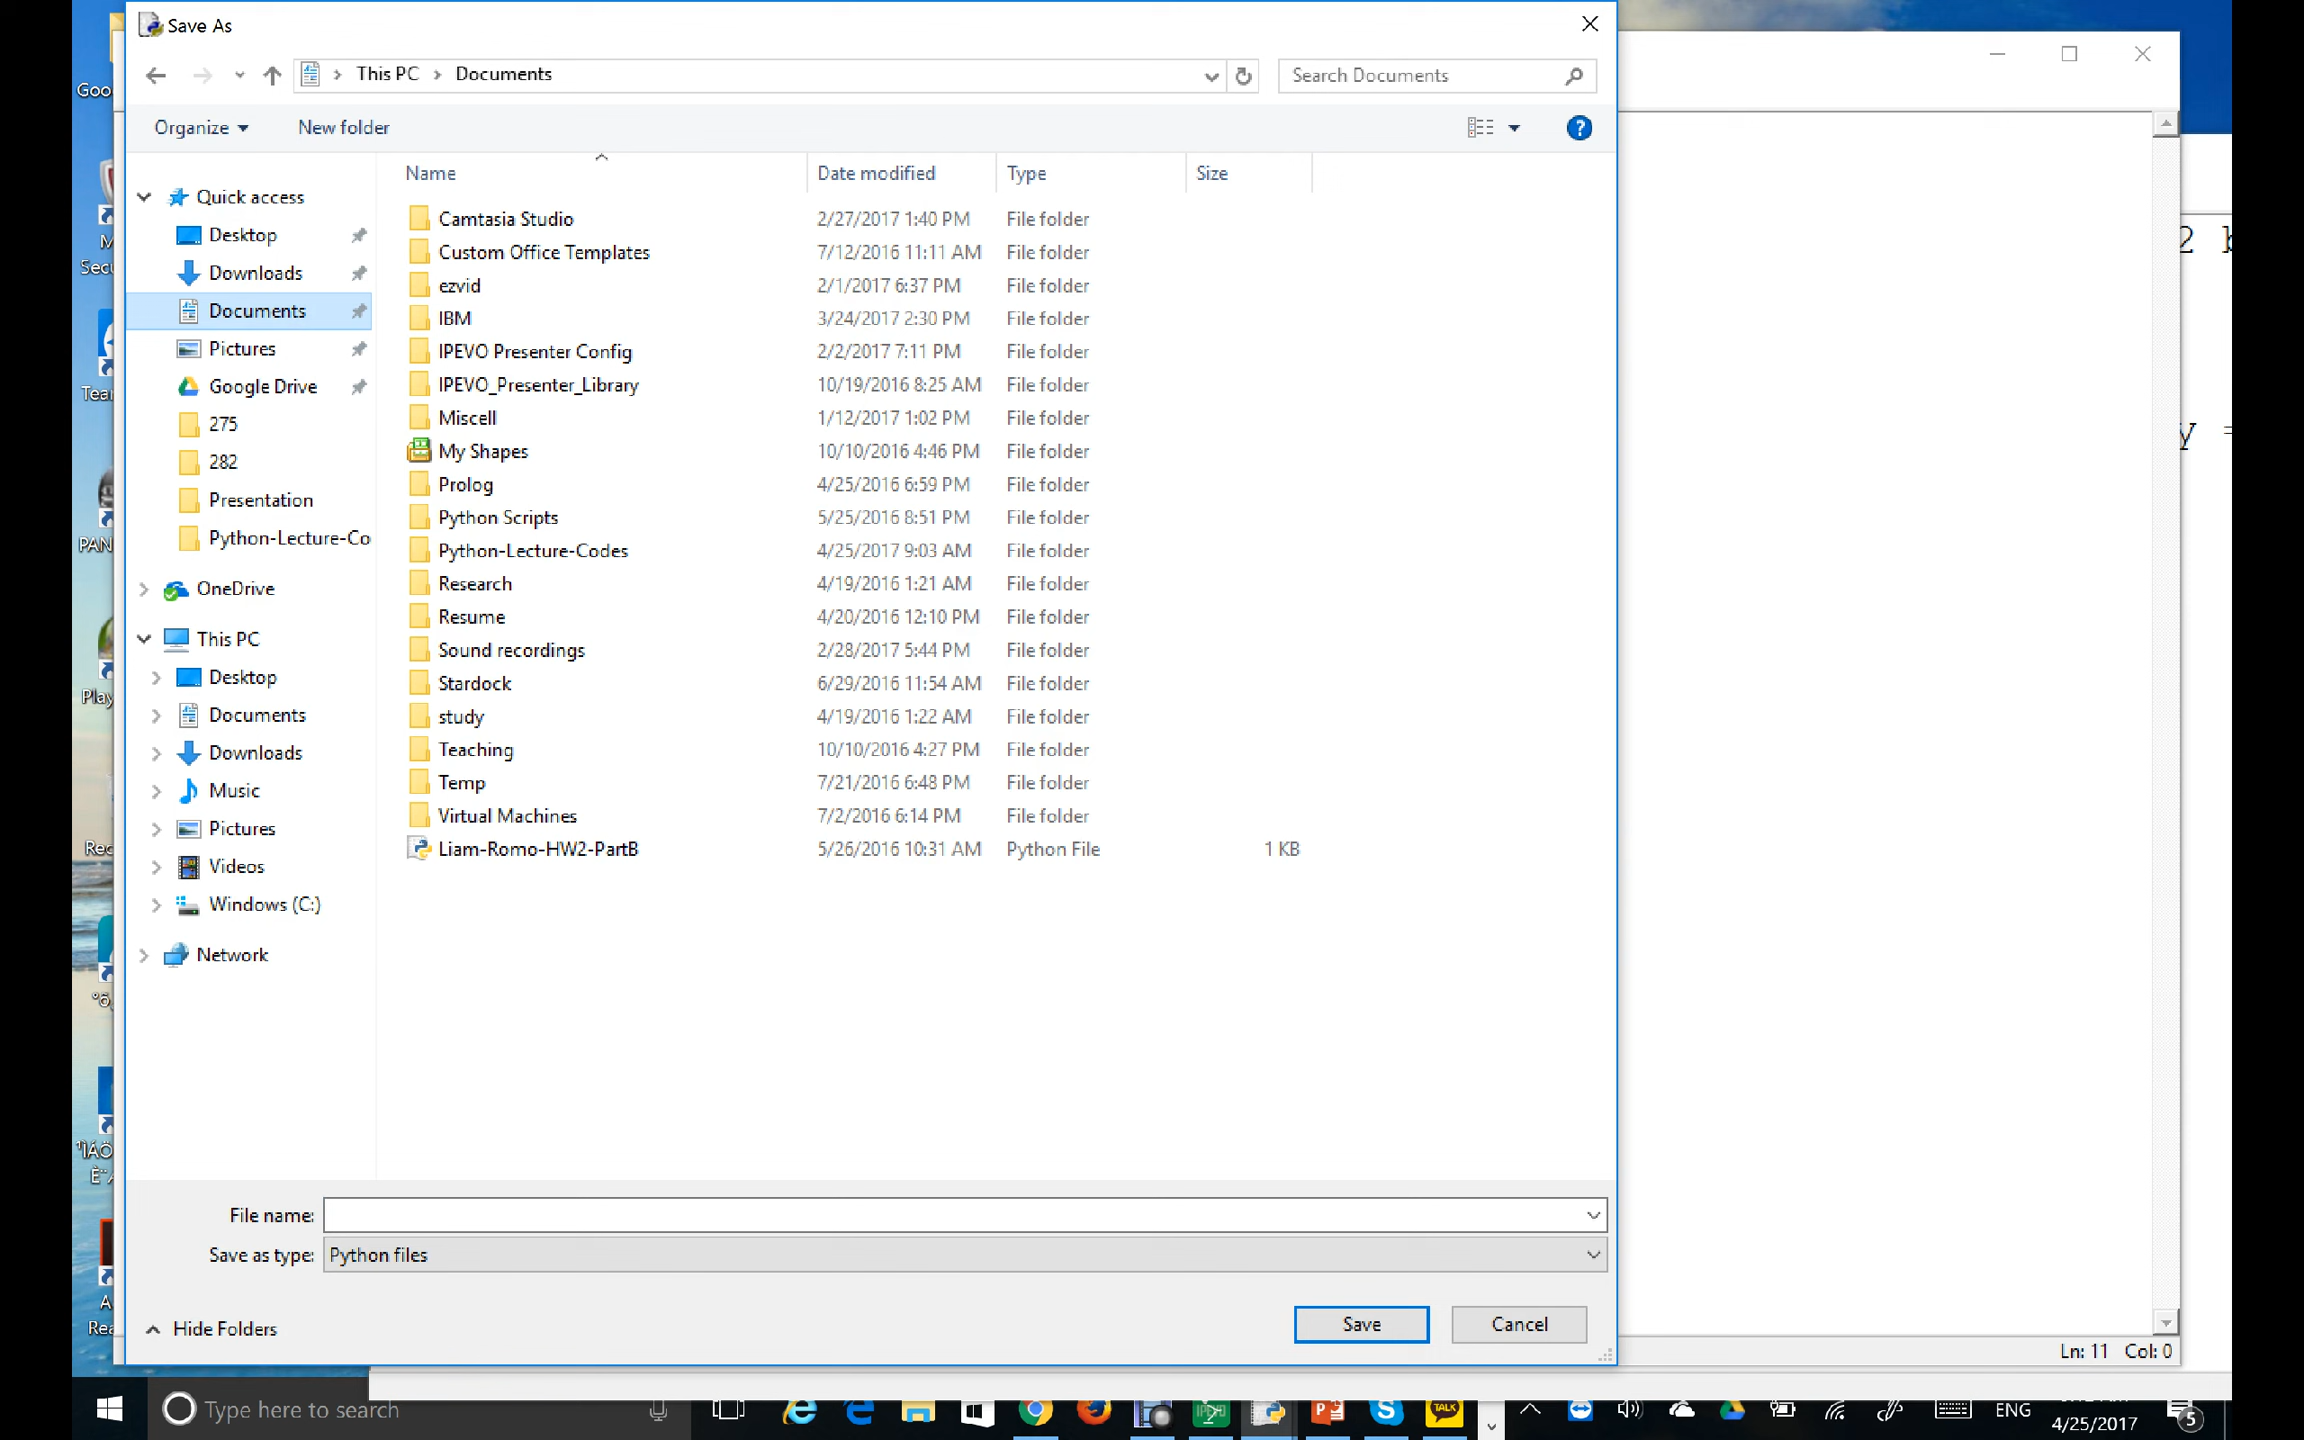 Save As
This PC > Documents
Search Documents
Organize
New folder
Name
Date modified
Type
Size
Quick access
Desktop
Downloads
Documents
Pictures
Google Drive
275
282
Presentation
Python-Lecture-Co
OneDrive
This PC
Desktop
Documents
Downloads
Music
Pictures
Videos
Windows (C:)
Network
Camtasia Studio 2/27/2017 1:40 PM File folder
Custom Office Templates 7/12/2016 11:11 AM File folder
ezvid 2/1/2017 6:37 PM File folder
IBM 3/24/2017 2:30 PM File folder
IPEVO Presenter Config 2/2/2017 7:11 PM File folder
IPEVO_Presenter_Library 10/19/2016 8:25 AM File folder
Miscell 1/12/2017 1:02 PM File folder
My Shapes 10/10/2016 4:46 PM File folder
Prolog 4/25/2016 6:59 PM File folder
Python Scripts 5/25/2016 8:51 PM File folder
Python-Lecture-Codes 4/25/2017 9:03 AM File folder
Research 4/19/2016 1:21 AM File folder
Resume 4/20/2016 12:10 PM File folder
Sound recordings 2/28/2017 5:44 PM File folder
Stardock 6/29/2016 11:54 AM File folder
study 4/19/2016 1:22 AM File folder
Teaching 10/10/2016 4:27 PM File folder
Temp 7/21/2016 6:48 PM File folder
Virtual Machines 7/2/2016 6:14 PM File folder
Liam-Romo-HW2-PartB 5/26/2016 10:31 AM Python File 1 KB
File name:
Save as type: Python files
Hide Folders
Save
Cancel
Goo
M
Secu
Tear
PAN
Play
Rec
A
Rea
2 b
y =
Ln: 11 Col: 0
Type here to search
TALK
ENG
4/25/2017
5